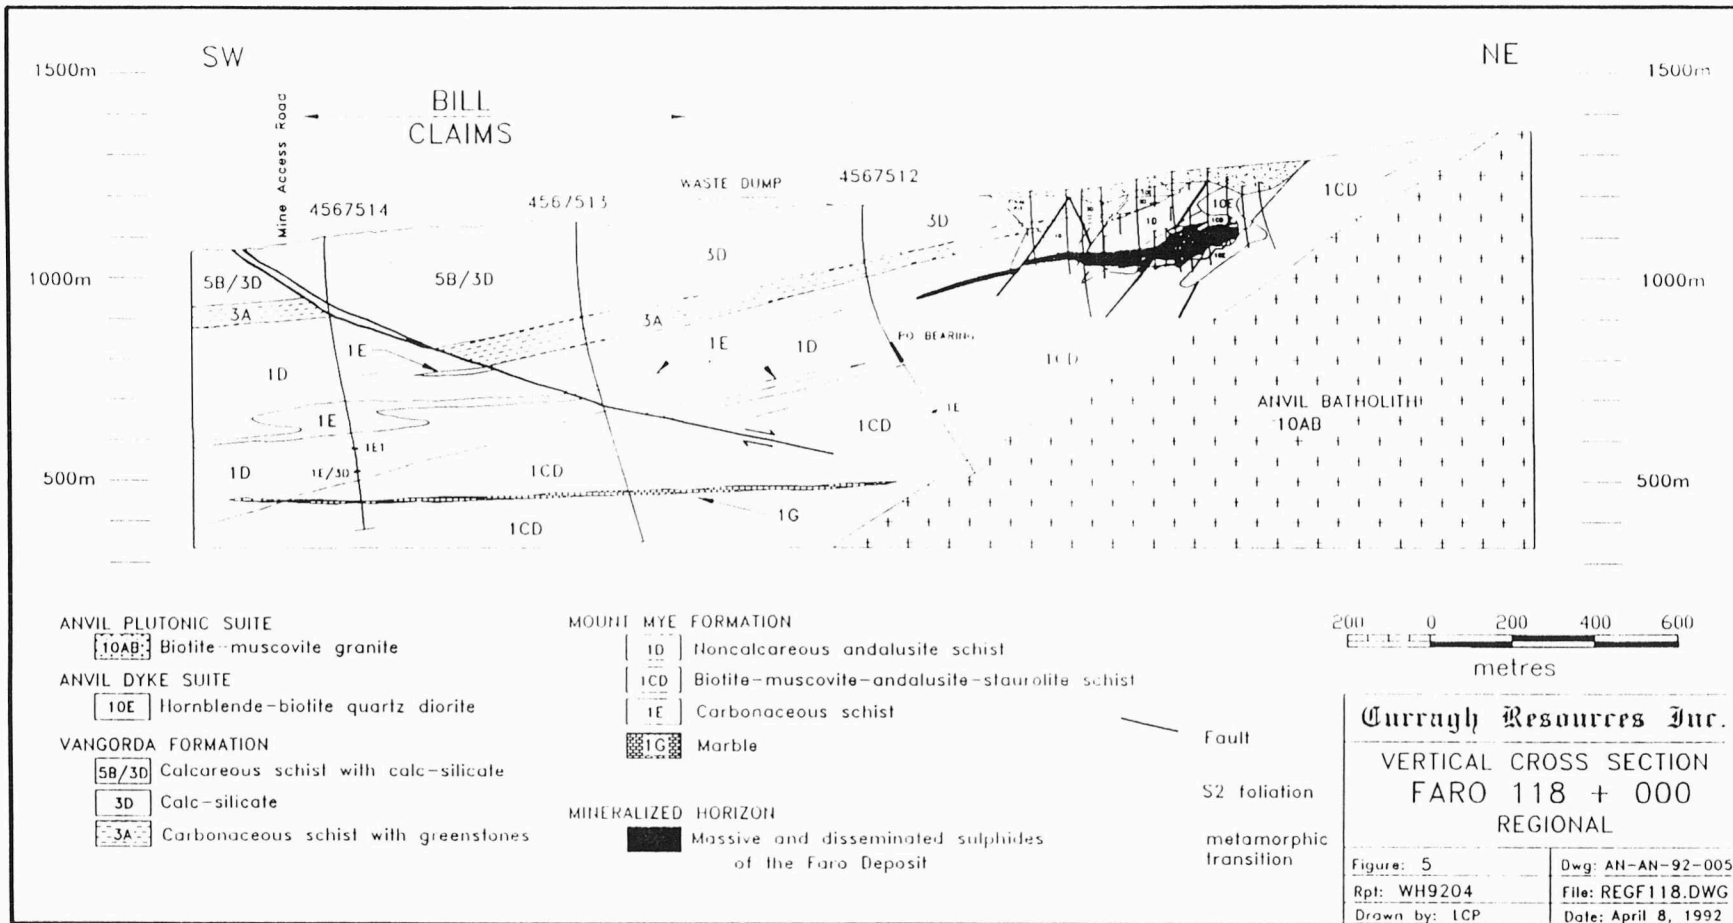 SW
NE
1500m
1500m
BILL
CLAIMS
Mine Access Road
WASTE DUMP
4567512
4567513
4567514
1CD
10E
3D
1D
3D
1000m
5B/3D
5B/3D
1000m
3A
3A
1E
1D
PO BEARING
1CD
1E
1D
ANVIL BATHOLITH
10AB
1E
1E
1CD
1E1
1D
1E/3D
1CD
500m
500m
1G
1CD
ANVIL PLUTONIC SUITE
10AB Biotite-muscovite granite
ANVIL DYKE SUITE
10E Hornblende-biotite quartz diorite
VANGORDA FORMATION
5B/3D Calcareous schist with calc-silicate
3D Calc-silicate
3A Carbonaceous schist with greenstones
MOUNT MYE FORMATION
1D Noncalcareous andalusite schist
1CD Biotite-muscovite-andalusite-staurolite schist
1E Carbonaceous schist
1G Marble
MINERALIZED HORIZON
Massive and disseminated sulphides
of the Faro Deposit
Fault
S2 foliation
metamorphic
transition
200 0 200 400 600
metres
Curragh Resources Inc.
VERTICAL CROSS SECTION
FARO 118 + 000
REGIONAL
Figure: 5
Dwg: AN-AN-92-005
Rpt: WH9204
File: REGF118.DWG
Drawn by: LCP
Date: April 8, 1992